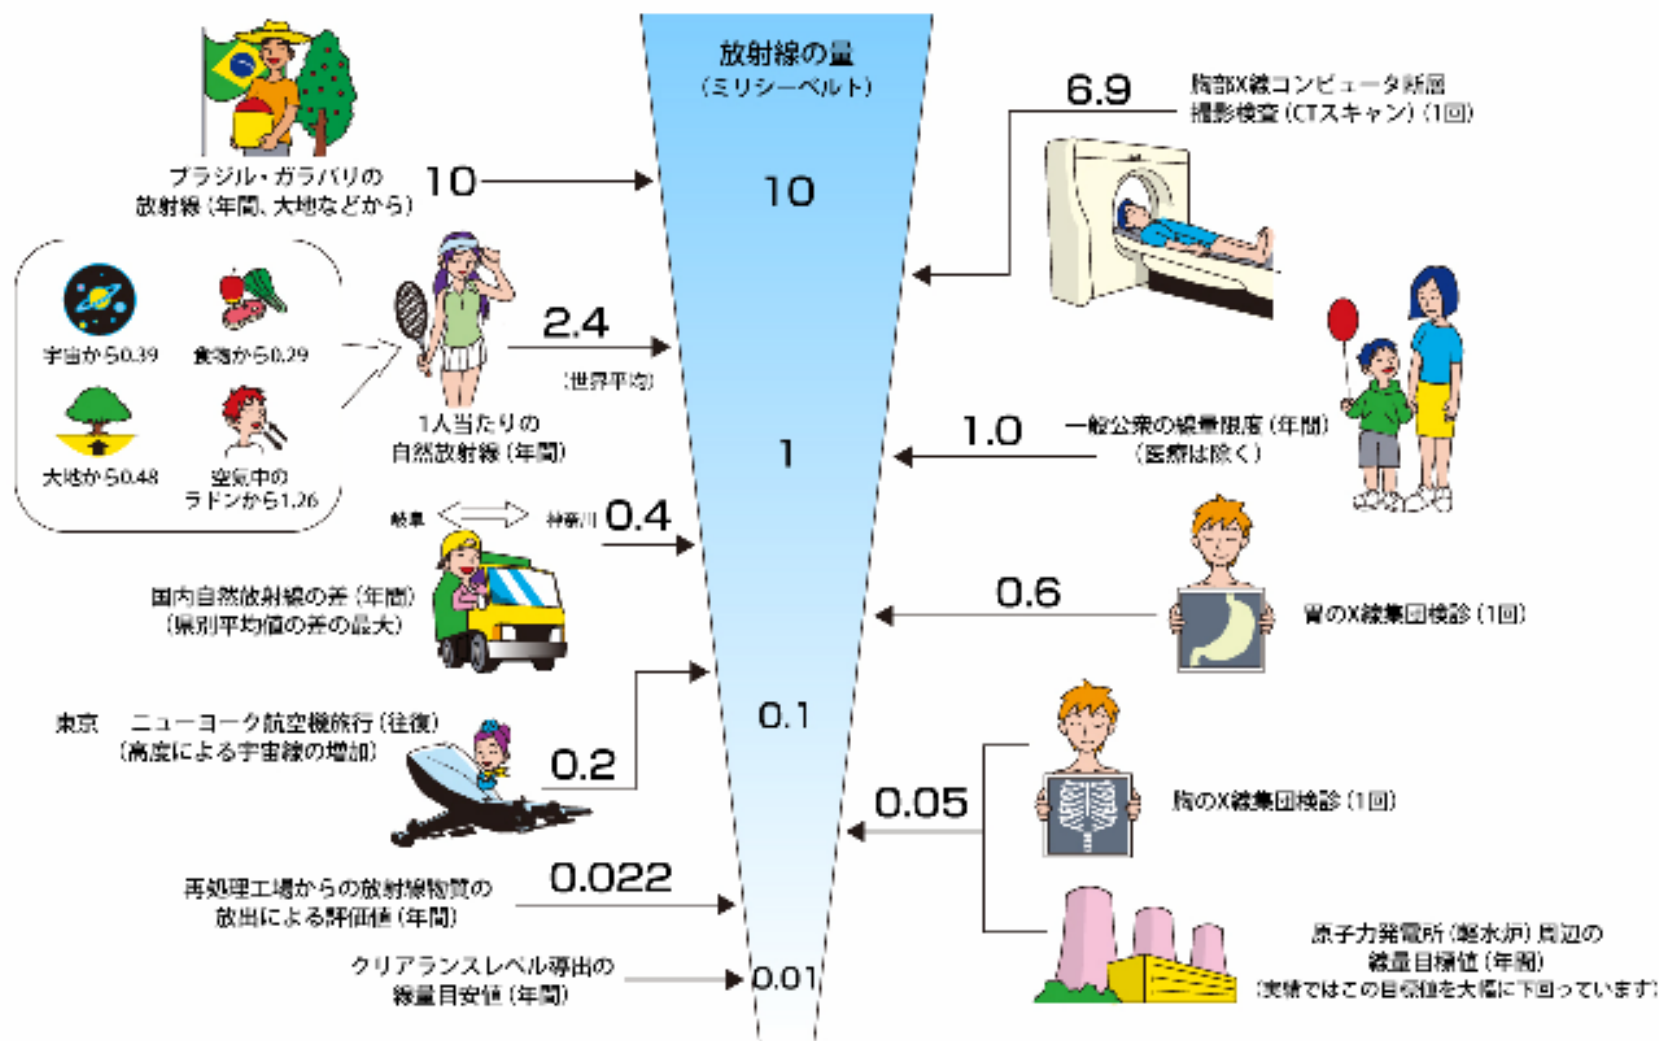 放射線の量
(ミリシーベルト)
10
1
0.1
0.01
ブラジル・ガラパリの
放射線(年間、大地などから)
10
宇宙から0.39
食物から0.29
大地から0.48
空気中の
ラドンから1.26
1人当たりの
自然放射線(年間)
2.4
(世界平均)
岐阜
神奈川
0.4
国内自然放射線の差(年間)
(県別平均値の差の最大)
東京 ニューヨーク航空機旅行(往復)
(高度による宇宙線の増加)
0.2
再処理工場からの放射線物質の
放出による評価値(年間)
0.022
クリアランスレベル導出の
線量目安値(年間)
6.9
胸部X線コンピュータ断層
撮影検査(CTスキャン)(1回)
1.0
一般公衆の線量限度(年間)
(医療は除く)
0.6
胃のX線集団検診(1回)
0.05
胸のX線集団検診(1回)
原子力発電所(軽水炉)周辺の
線量目標値(年間)
(実績ではこの目標値を大幅に下回っています)